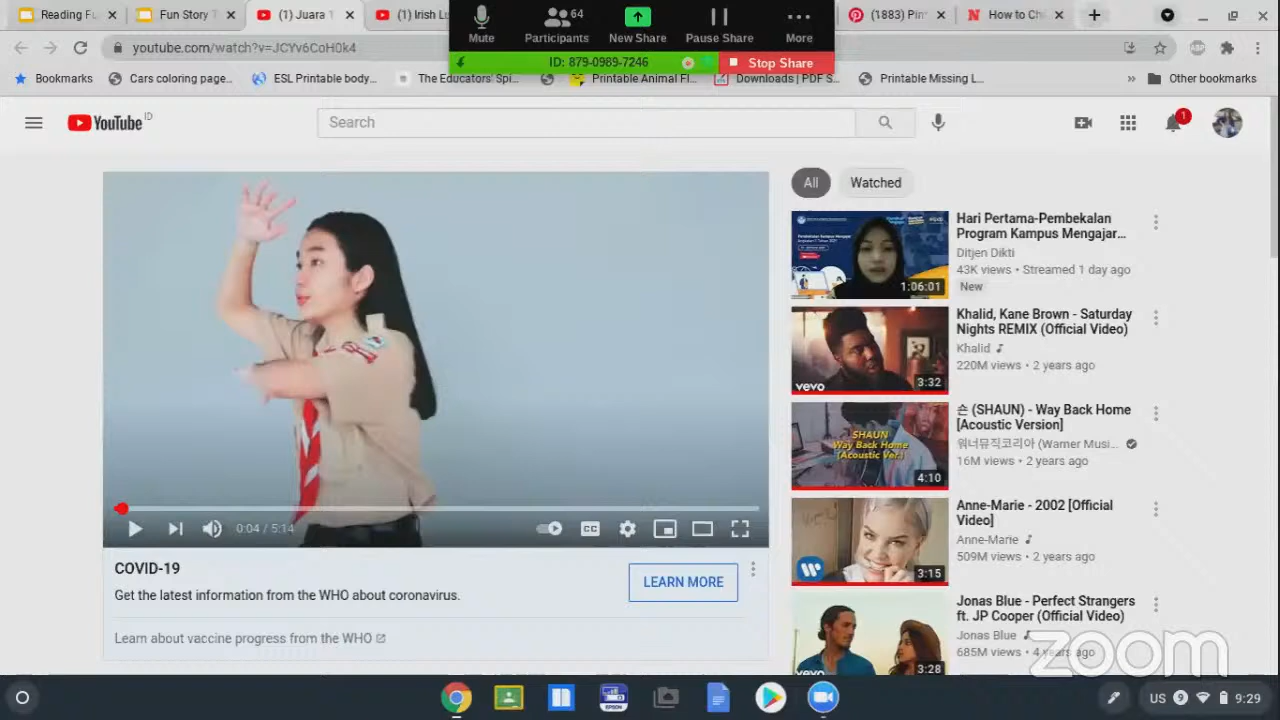 Reading Fu
Fun Story T
(1) Juara T
(1) Irish Lu
(1883) Pin
How to Ch
64
Mute
Participants
New Share
Pause Share
More
youtube.com/watch?v=JCYv6CoH0k4
ID: 879-0989-7246
Stop Share
Bookmarks
Cars coloring page...
ESL Printable body...
The Educators' Spi...
Printable Animal Fl...
Downloads | PDF S...
Printable Missing L...
»
Other bookmarks
YouTube ID
Search
1
All
Watched
Hari Pertama-Pembekalan
Program Kampus Mengajar...
Ditjen Dikti
43K views • Streamed 1 day ago
New
1:06:01
Khalid, Kane Brown - Saturday
Nights REMIX (Official Video)
Khalid
220M views • 2 years ago
vevo
3:32
손 (SHAUN) - Way Back Home
[Acoustic Version]
워너뮤직코리아 (Warner Musi...
16M views • 2 years ago
SHAUN
Way Back Home
(Acoustic Ver.)
4:10
Anne-Marie - 2002 [Official
Video]
Anne-Marie
509M views • 2 years ago
3:15
Jonas Blue - Perfect Strangers
ft. JP Cooper (Official Video)
Jonas Blue
685M views • 4 years ago
vevo
3:28
0:04 / 5:14
CC
COVID-19
Get the latest information from the WHO about coronavirus.
LEARN MORE
Learn about vaccine progress from the WHO
zoom
EPSON
US
9
9:29